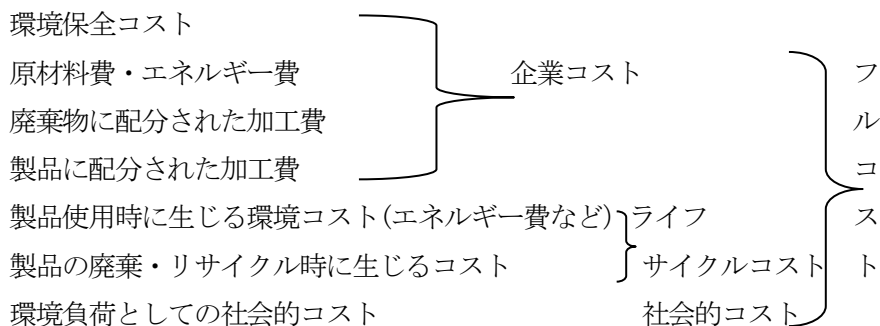 環境保全コスト
原材料費・エネルギー費 企業コスト フ
廃棄物に配分された加工費 ル
製品に配分された加工費 コ
製品使用時に生じる環境コスト(エネルギー費など) ライフ ス
製品の廃棄・リサイクル時に生じるコスト サイクルコスト ト
環境負荷としての社会的コスト 社会的コスト